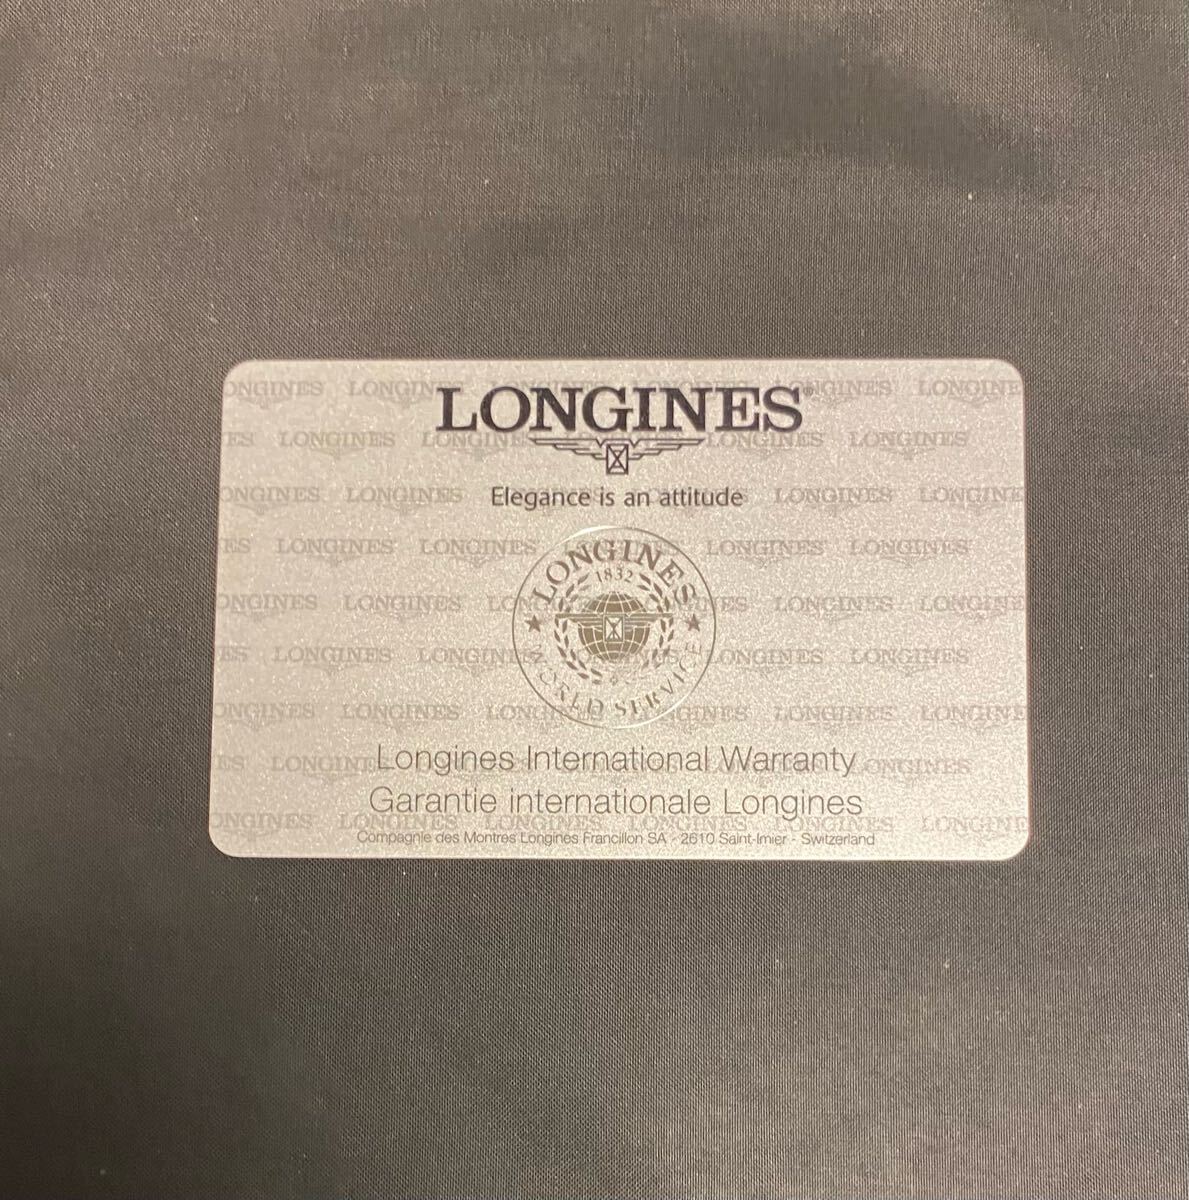 LONGINES®
Elegance is an attitude
LONGINES
1832
WORLD SERVICE
Longines International Warranty
Garantie internationale Longines
Compagnie des Montres Longines Francillon SA - 2610 Saint-Imier - Switzerland